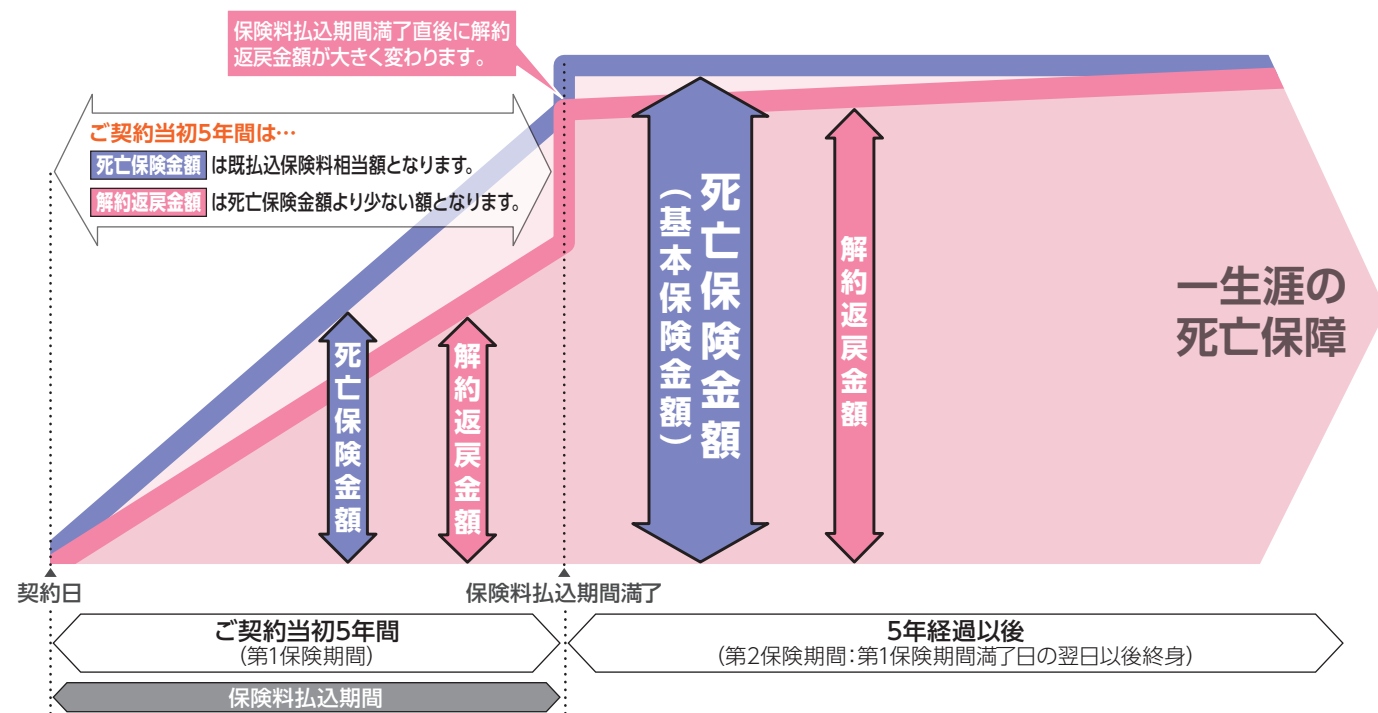 保険料払込期間満了直後に解約
返戻金額が大きく変わります。
ご契約当初5年間は…
死亡保険金額 は既払込保険料相当額となります。
解約返戻金額 は死亡保険金額より少ない額となります。
死亡保険金額
解約返戻金額
死亡保険金額
(基本保険金額)
解約返戻金額
一生涯の
死亡保障
契約日
保険料払込期間満了
ご契約当初5年間
(第1保険期間)
5年経過以後
(第2保険期間:第1保険期間満了日の翌日以後終身)
保険料払込期間